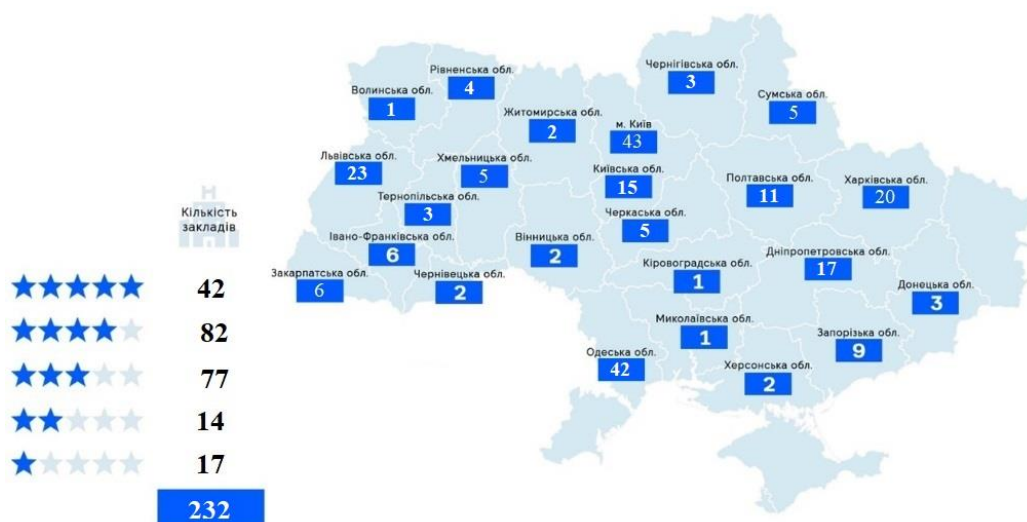 Чернігівська обл.
3
Рівненська обл.
4
Волинська обл.
1
Сумська обл.
5
Житомирська обл.
2
м. Київ
43
Львівська обл.
23
Хмельницька обл.
5
Київська обл.
15
Полтавська обл.
11
Харківська обл.
20
Тернопільська обл.
3
Черкаська обл.
5
Івано-Франківська обл.
6
Вінницька обл.
2
Дніпропетровська обл.
17
Кіровоградська обл.
1
Закарпатська обл.
6
Чернівецька обл.
2
Донецька обл.
3
Миколаївська обл.
1
Запорізька обл.
9
Одеська обл.
42
Херсонська обл.
2
H
Кількість
закладів
42
82
77
14
17
232